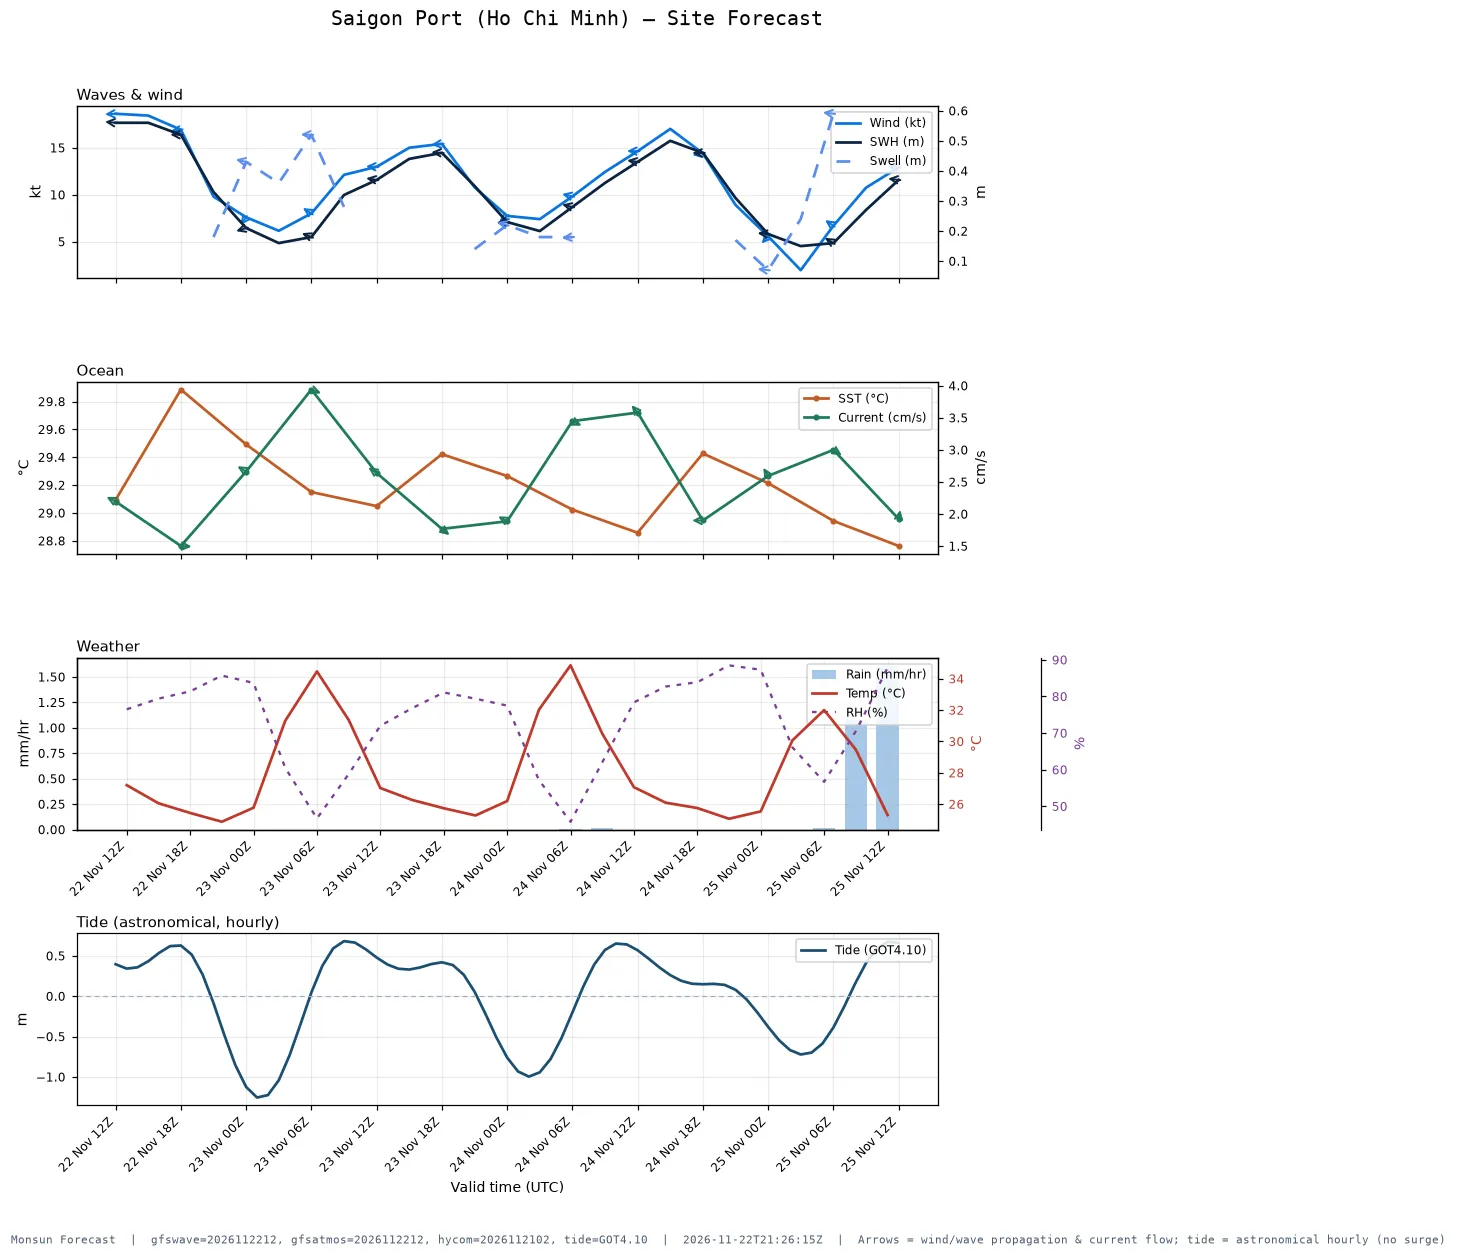 Saigon Port (Ho Chi Minh) — Site Forecast
Waves & wind
Wind (kt)
SWH (m)
Swell (m)
15
10
5
kt
0.6
0.5
0.4
0.3
0.2
0.1
m
Ocean
SST (°C)
Current (cm/s)
29.8
29.6
29.4
29.2
29.0
28.8
°C
4.0
3.5
3.0
2.5
2.0
1.5
cm/s
Weather
Rain (mm/hr)
Temp (°C)
RH (%)
1.50
1.25
1.00
0.75
0.50
0.25
0.00
mm/hr
34
32
30
28
26
°C
90
80
70
60
50
%
22 Nov 12Z
22 Nov 18Z
23 Nov 00Z
23 Nov 06Z
23 Nov 12Z
23 Nov 18Z
24 Nov 00Z
24 Nov 06Z
24 Nov 12Z
24 Nov 18Z
25 Nov 00Z
25 Nov 06Z
25 Nov 12Z
Tide (astronomical, hourly)
Tide (GOT4.10)
0.5
0.0
−0.5
−1.0
m
22 Nov 12Z
22 Nov 18Z
23 Nov 00Z
23 Nov 06Z
23 Nov 12Z
23 Nov 18Z
24 Nov 00Z
24 Nov 06Z
24 Nov 12Z
24 Nov 18Z
25 Nov 00Z
25 Nov 06Z
25 Nov 12Z
Valid time (UTC)
Monsun Forecast | gfswave=2026112212, gfsatmos=2026112212, hycom=2026112102, tide=GOT4.10 | 2026-11-22T21:26:15Z | Arrows = wind/wave propagation & current flow; tide = astronomical hourly (no surge)